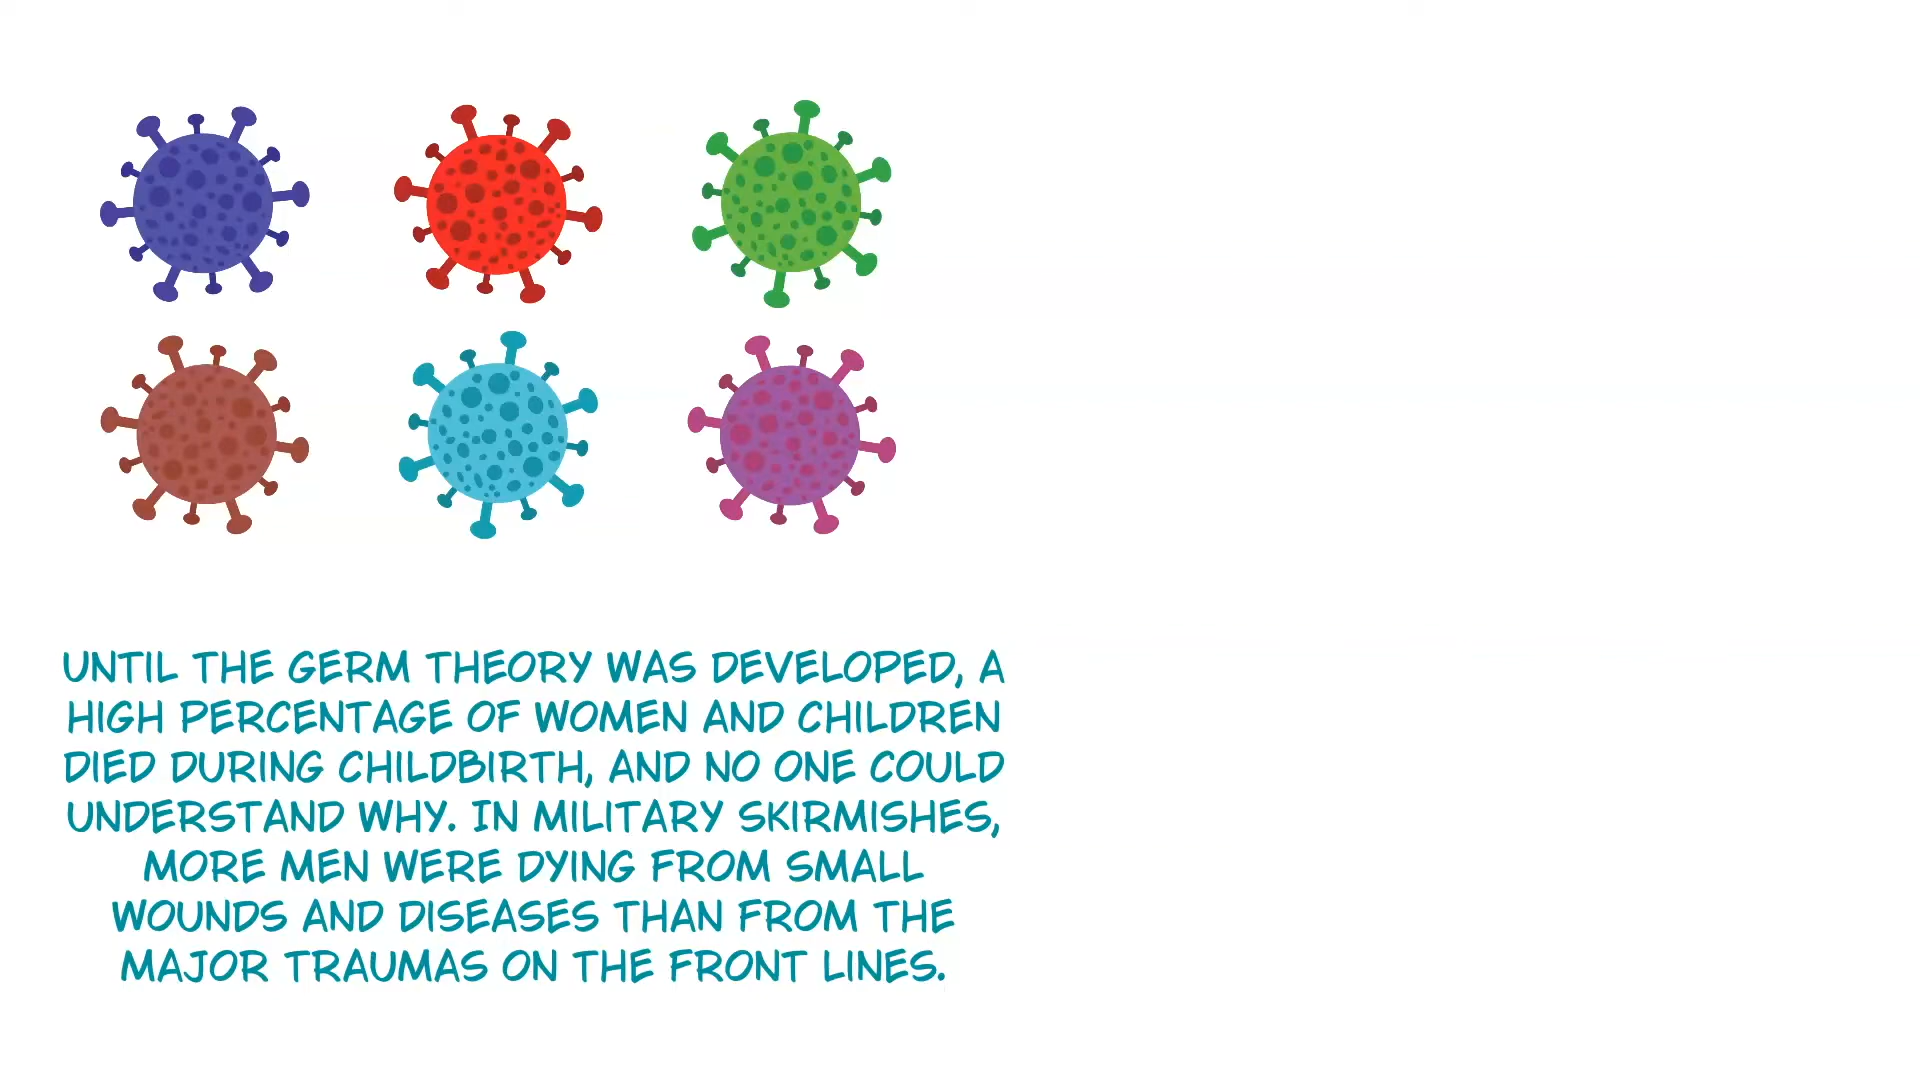 UNTIL THE GERM THEORY WAS DEVELOPED, A
HIGH PERCENTAGE OF WOMEN AND CHILDREN
DIED DURING CHILDBIRTH, AND NO ONE COULD
UNDERSTAND WHY. IN MILITARY SKIRMISHES,
MORE MEN WERE DYING FROM SMALL
WOUNDS AND DISEASES THAN FROM THE
MAJOR TRAUMAS ON THE FRONT LINES.